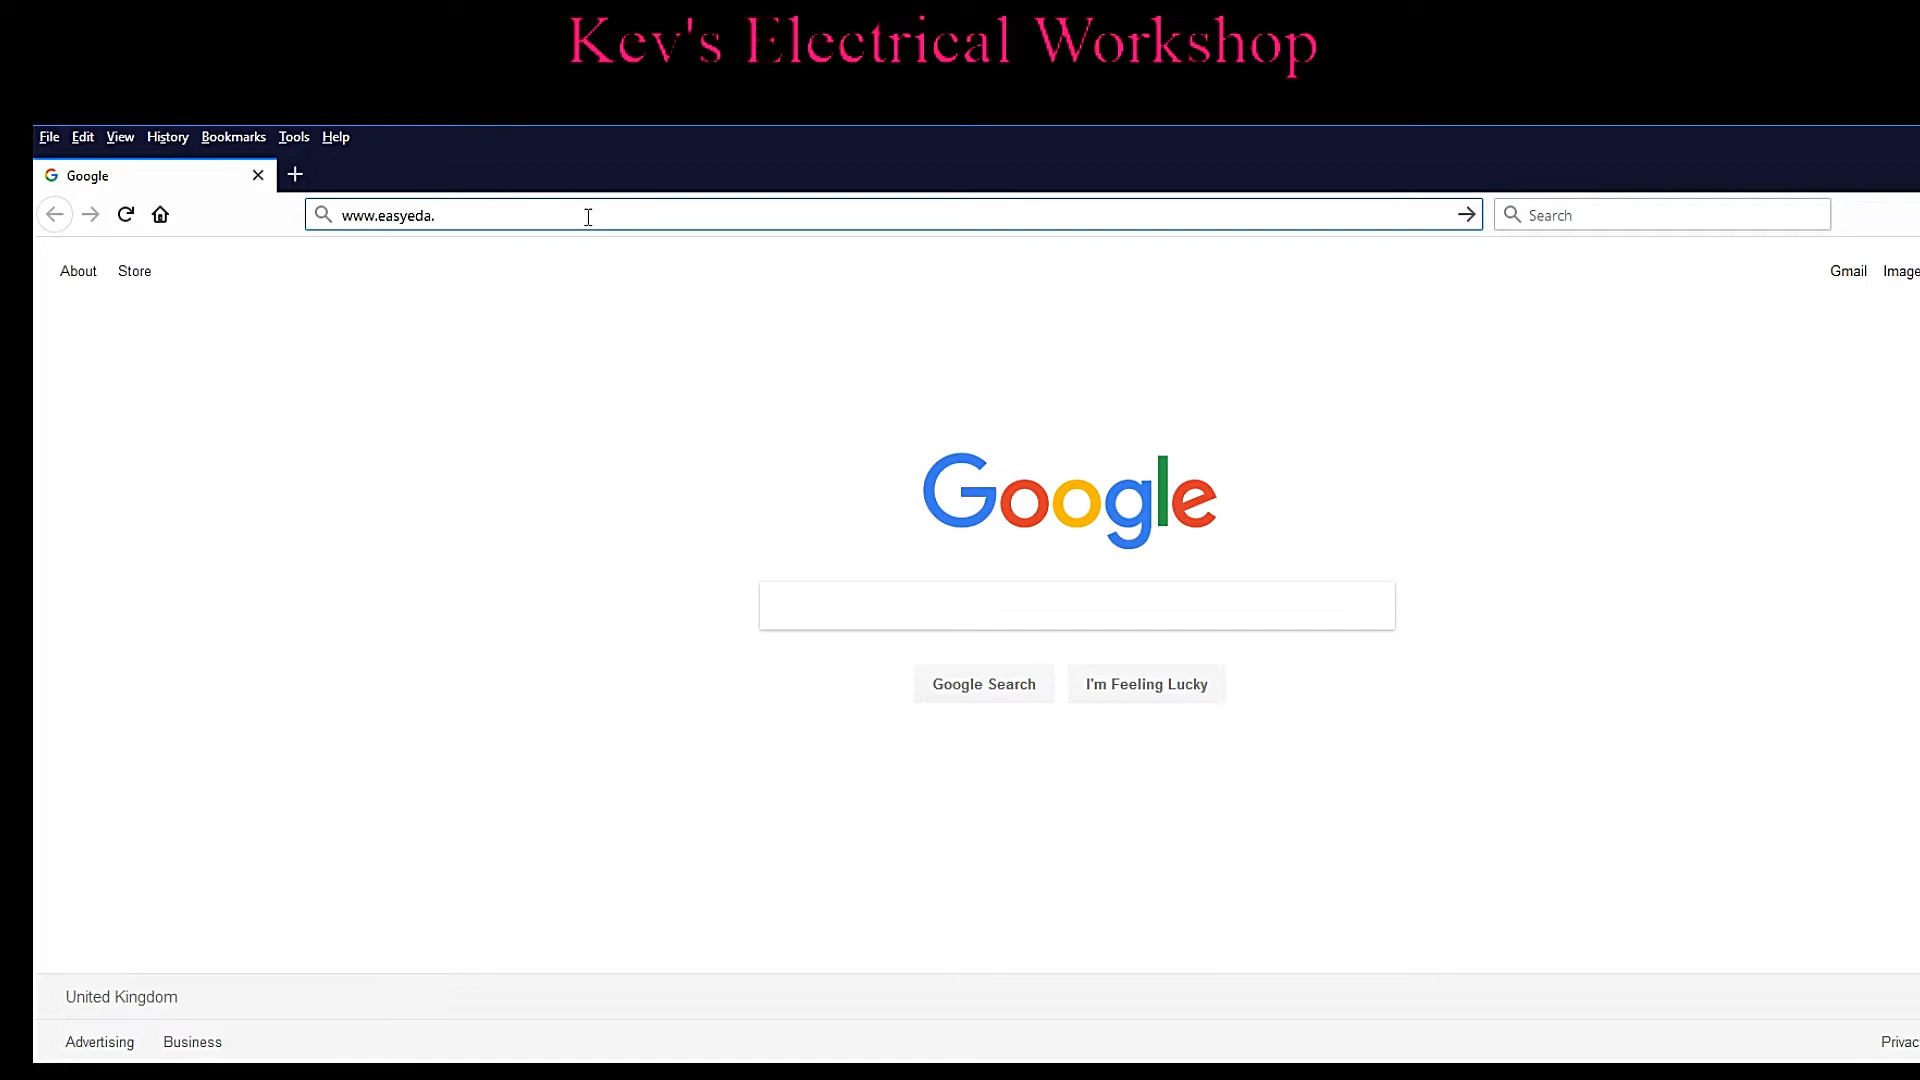 Kev's Electrical Workshop
File Edit View History Bookmarks Tools Help
Google
www.easyeda.
Search
About Store
Gmail Image
Google
Google Search I'm Feeling Lucky
United Kingdom
Advertising Business
Privac